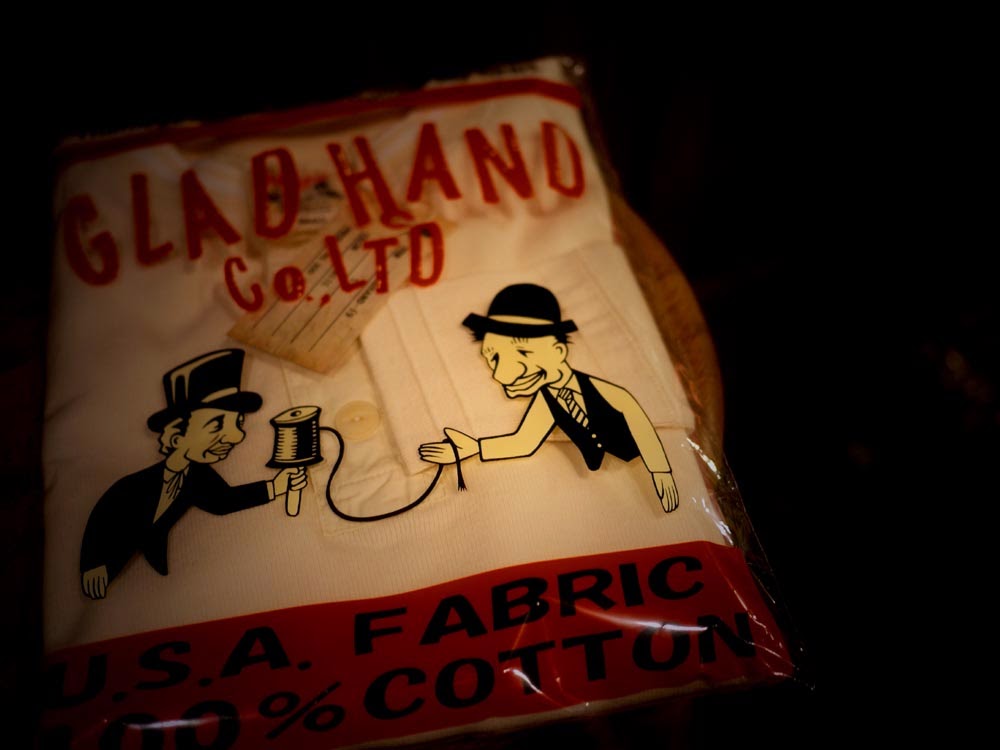 GLAD HAND
Co.,LTD
U.S.A. FABRIC
100% COTTON